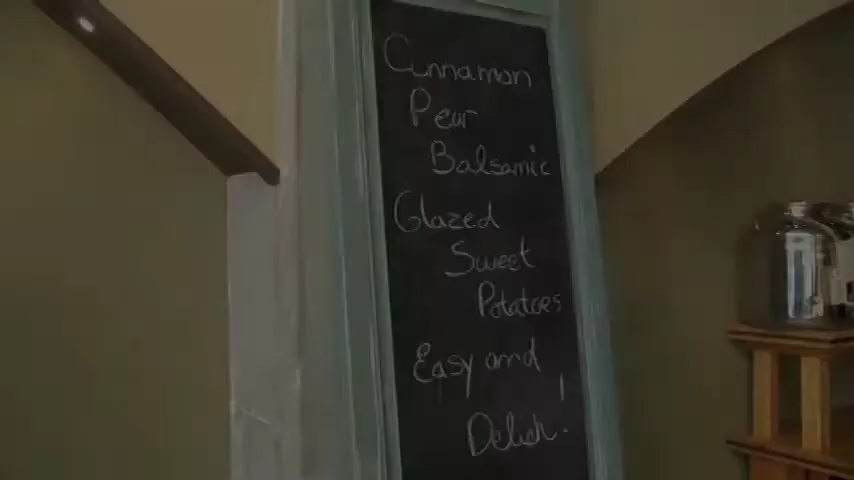 Cinnamon
Pear
Balsamic
Glazed
Sweet
Potatoes
Easy and
Delish!